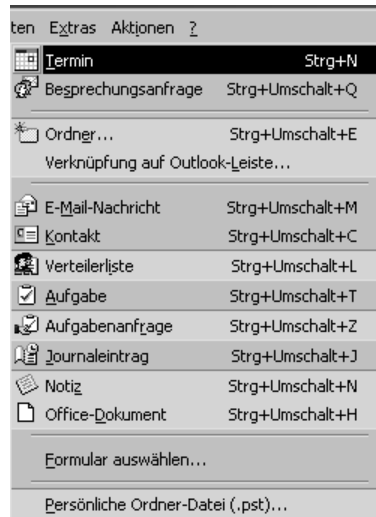 ten Extras Aktionen ?
Termin Strg+N
Besprechungsanfrage Strg+Umschalt+Q
Ordner... Strg+Umschalt+E
Verknüpfung auf Outlook-Leiste...
E-Mail-Nachricht Strg+Umschalt+M
Kontakt Strg+Umschalt+C
Verteilerliste Strg+Umschalt+L
Aufgabe Strg+Umschalt+T
Aufgabenanfrage Strg+Umschalt+Z
Journaleintrag Strg+Umschalt+J
Notiz Strg+Umschalt+N
Office-Dokument Strg+Umschalt+H
Formular auswählen...
Persönliche Ordner-Datei (.pst)...